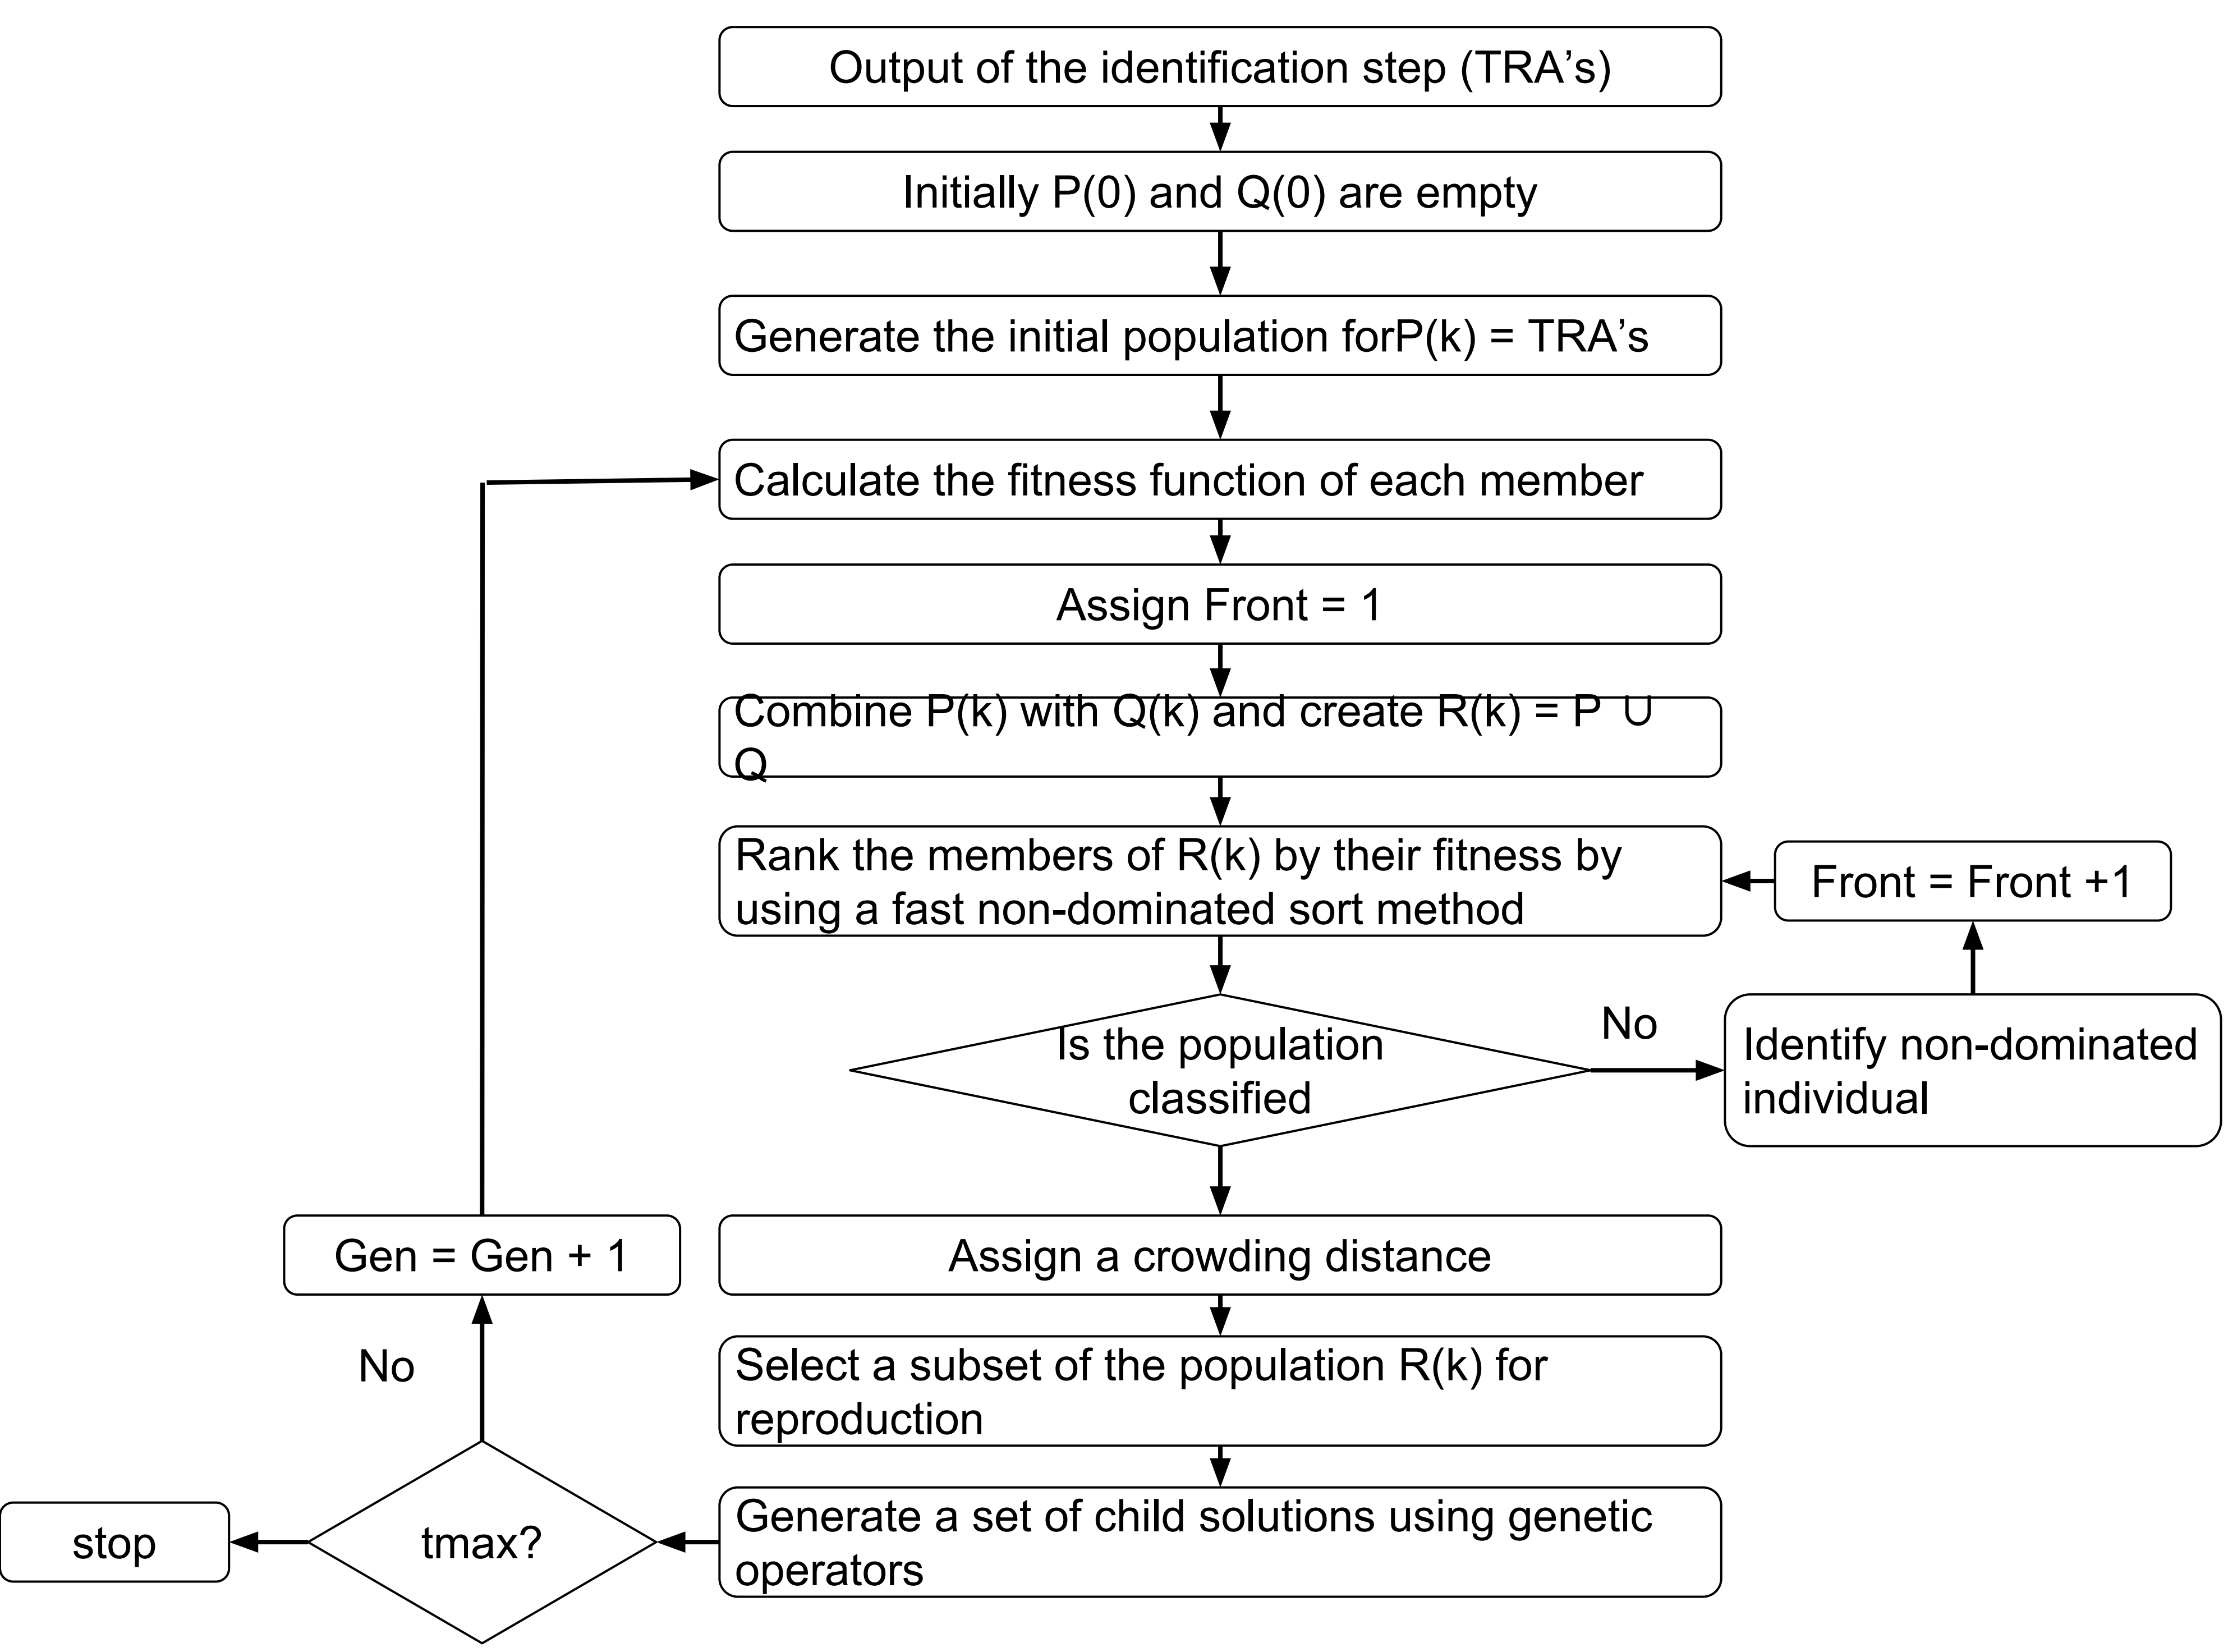 Output of the identification step (TRA’s)
Initially P(0) and Q(0) are empty
Generate the initial population forP(k) = TRA’s
Calculate the fitness function of each member
Assign Front = 1
Combine P(k) with Q(k) and create R(k) = P ∪
Q
Rank the members of R(k) by their fitness by
using a fast non-dominated sort method
Front = Front +1
Is the population
classified
No
Identify non-dominated
individual
Gen = Gen + 1
Assign a crowding distance
No
Select a subset of the population R(k) for
reproduction
stop
tmax?
Generate a set of child solutions using genetic
operators